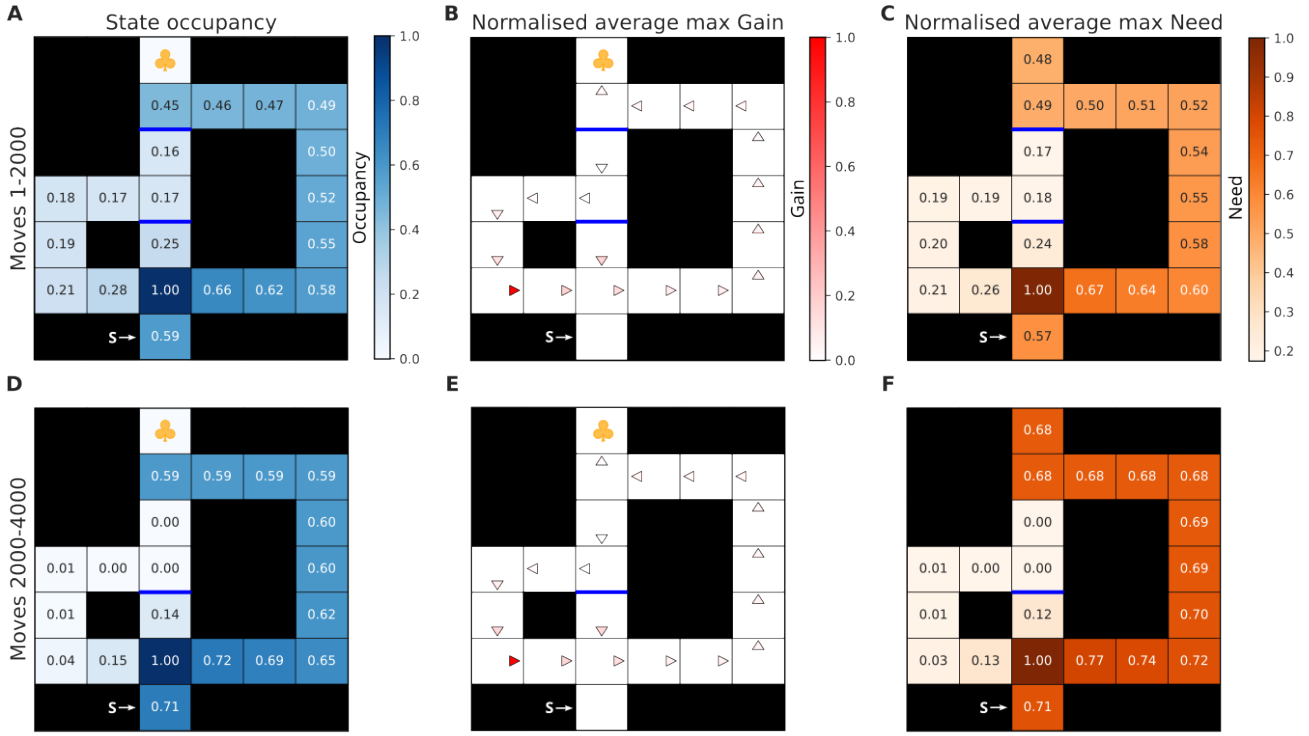 A State occupancy
B Normalised average max Gain
C Normalised average max Need
Moves 1-2000
0.45 0.46 0.47 0.49
0.16 0.50
0.18 0.17 0.17 0.52
0.19 0.25 0.55
0.21 0.28 1.00 0.66 0.62 0.58
S→ 0.59
1.0
0.8
0.6
0.4
0.2
0.0
Occupancy
S→
1.0
0.8
0.6
0.4
0.2
0.0
Gain
0.48
0.49 0.50 0.51 0.52
0.17 0.54
0.19 0.19 0.18 0.55
0.20 0.24 0.58
0.21 0.26 1.00 0.67 0.64 0.60
S→ 0.57
1.0
0.9
0.8
0.7
0.6
0.5
0.4
0.3
0.2
Need
D
E
F
Moves 2000-4000
0.59 0.59 0.59 0.59
0.00 0.60
0.01 0.00 0.00 0.60
0.01 0.14 0.62
0.04 0.15 1.00 0.72 0.69 0.65
S→ 0.71
S→
0.68
0.68 0.68 0.68 0.68
0.00 0.69
0.01 0.00 0.00 0.69
0.01 0.12 0.70
0.03 0.13 1.00 0.77 0.74 0.72
S→ 0.71